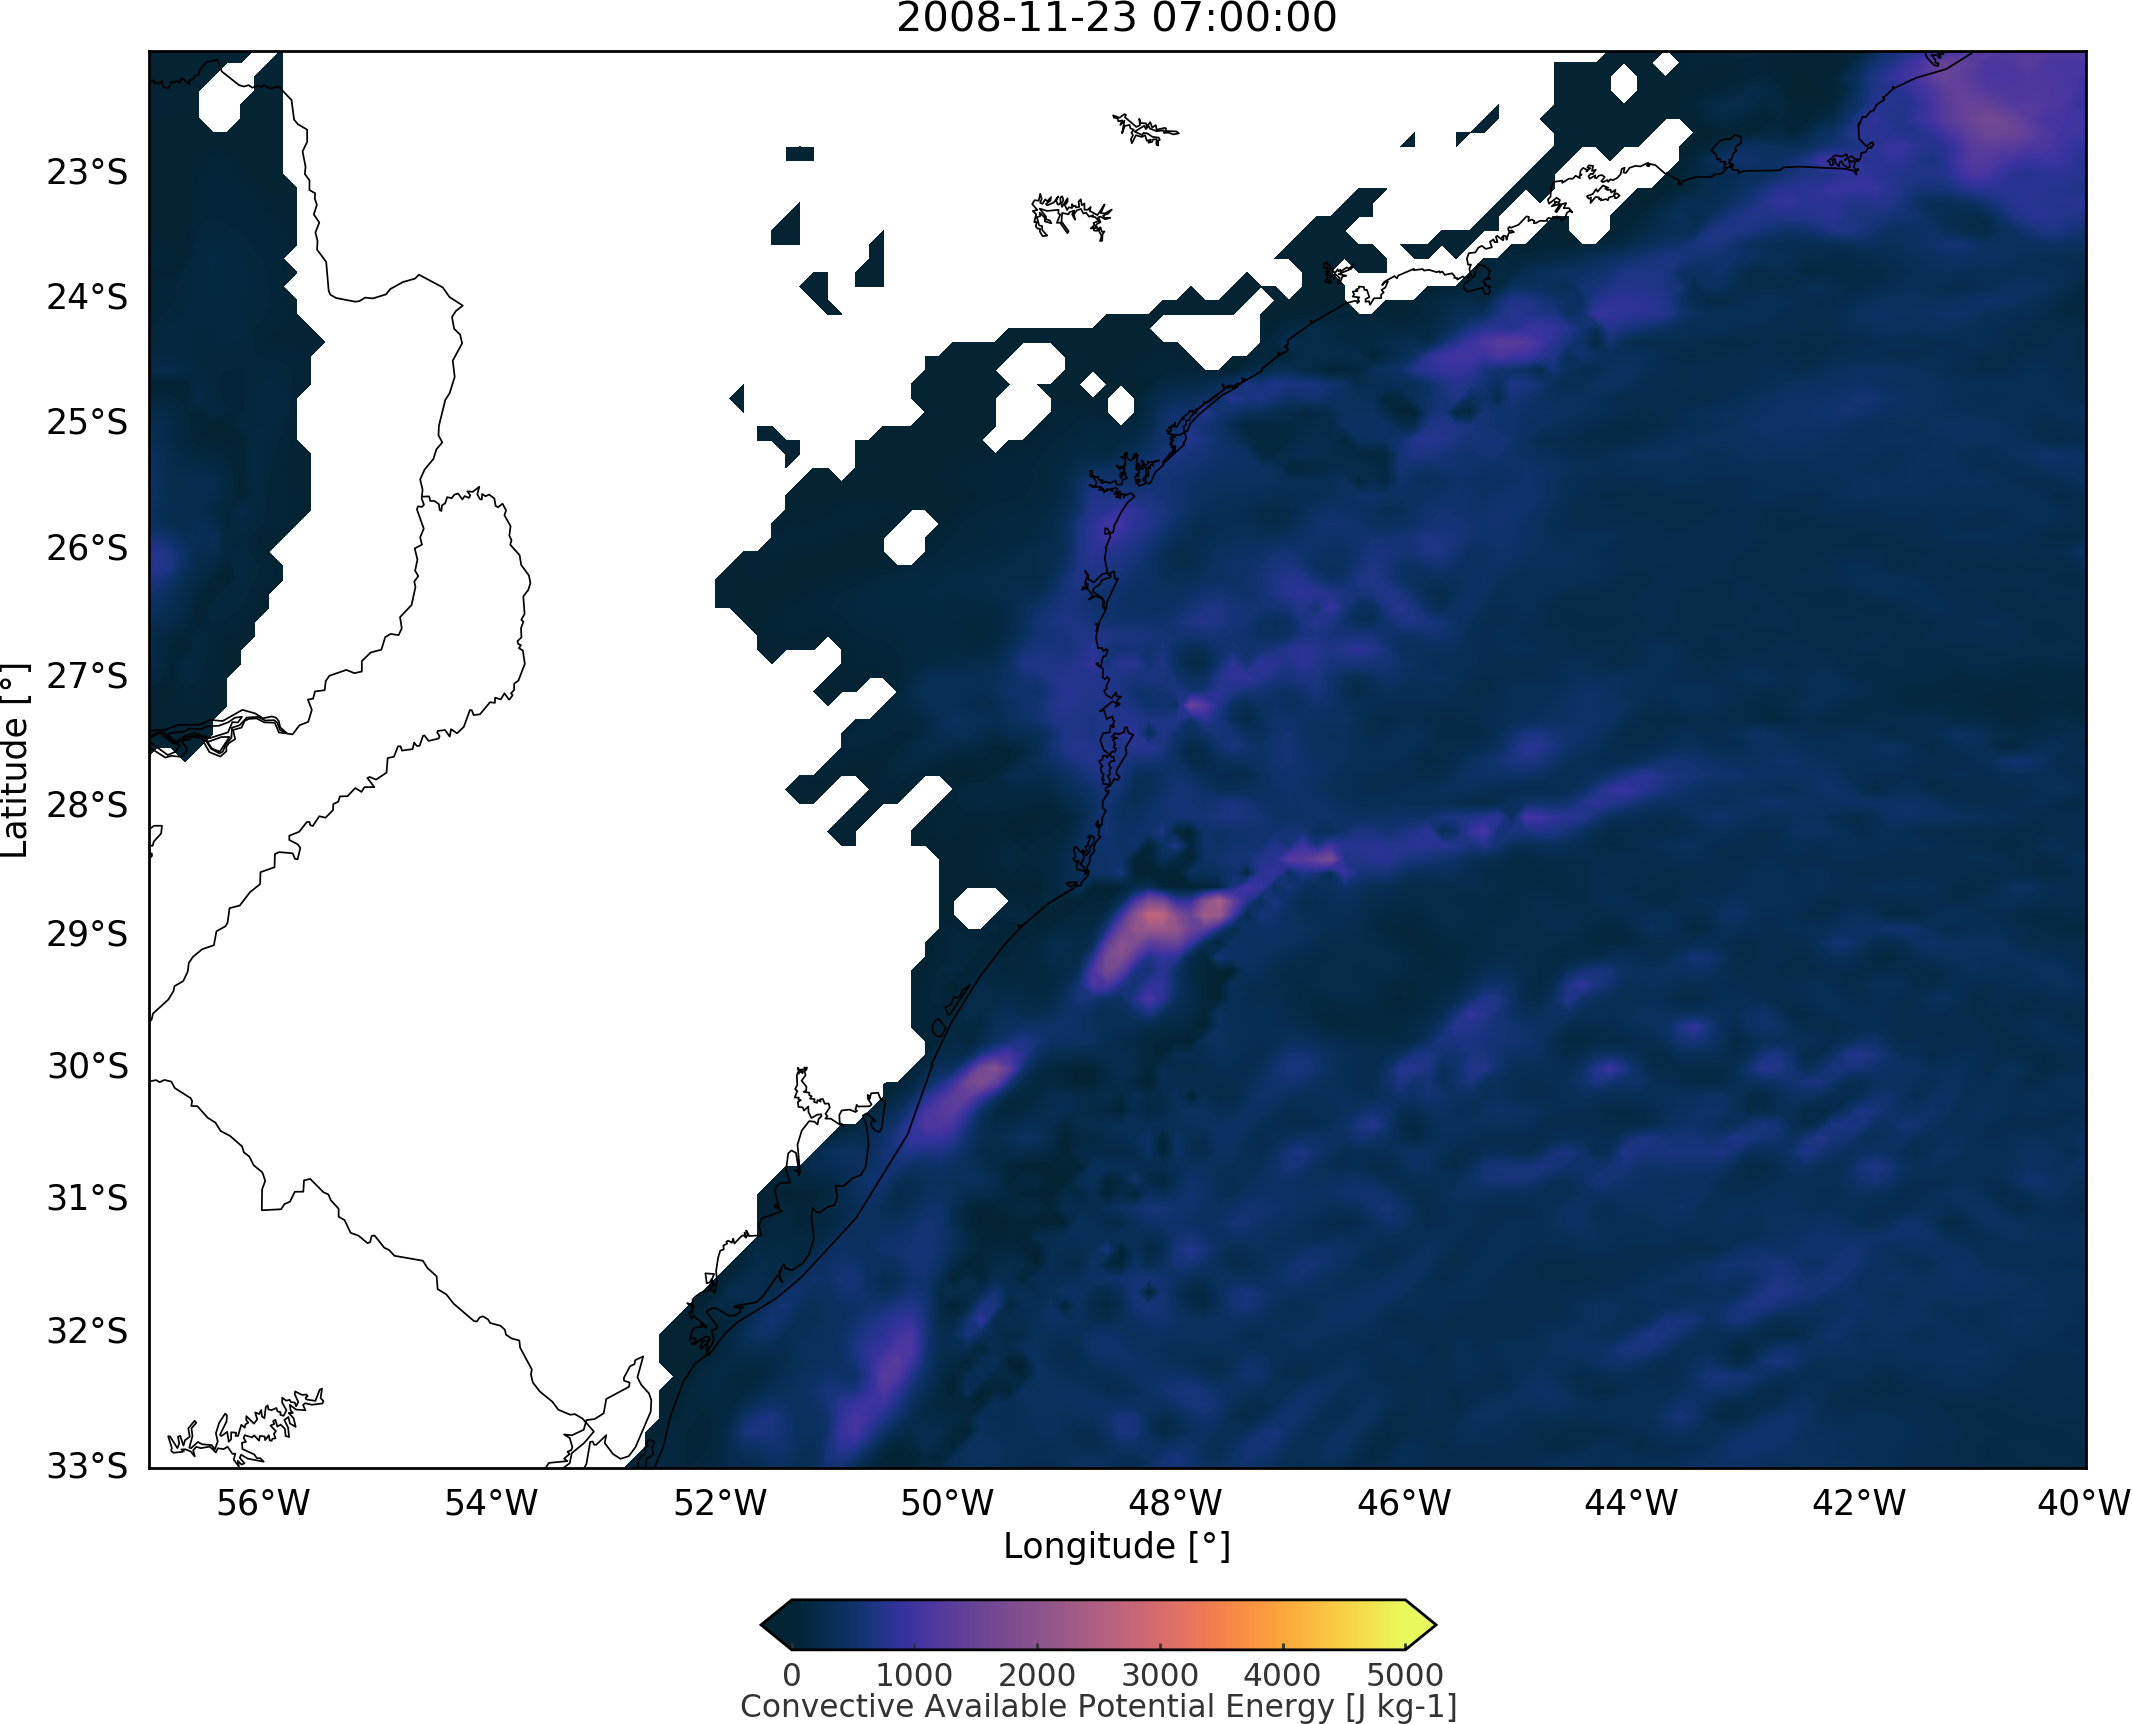 2008-11-23 07:00:00
23°S
24°S
25°S
26°S
27°S
28°S
29°S
30°S
31°S
32°S
33°S
Latitude [°]
56°W 54°W 52°W 50°W 48°W 46°W 44°W 42°W 40°W
Longitude [°]
0 1000 2000 3000 4000 5000
Convective Available Potential Energy [J kg-1]